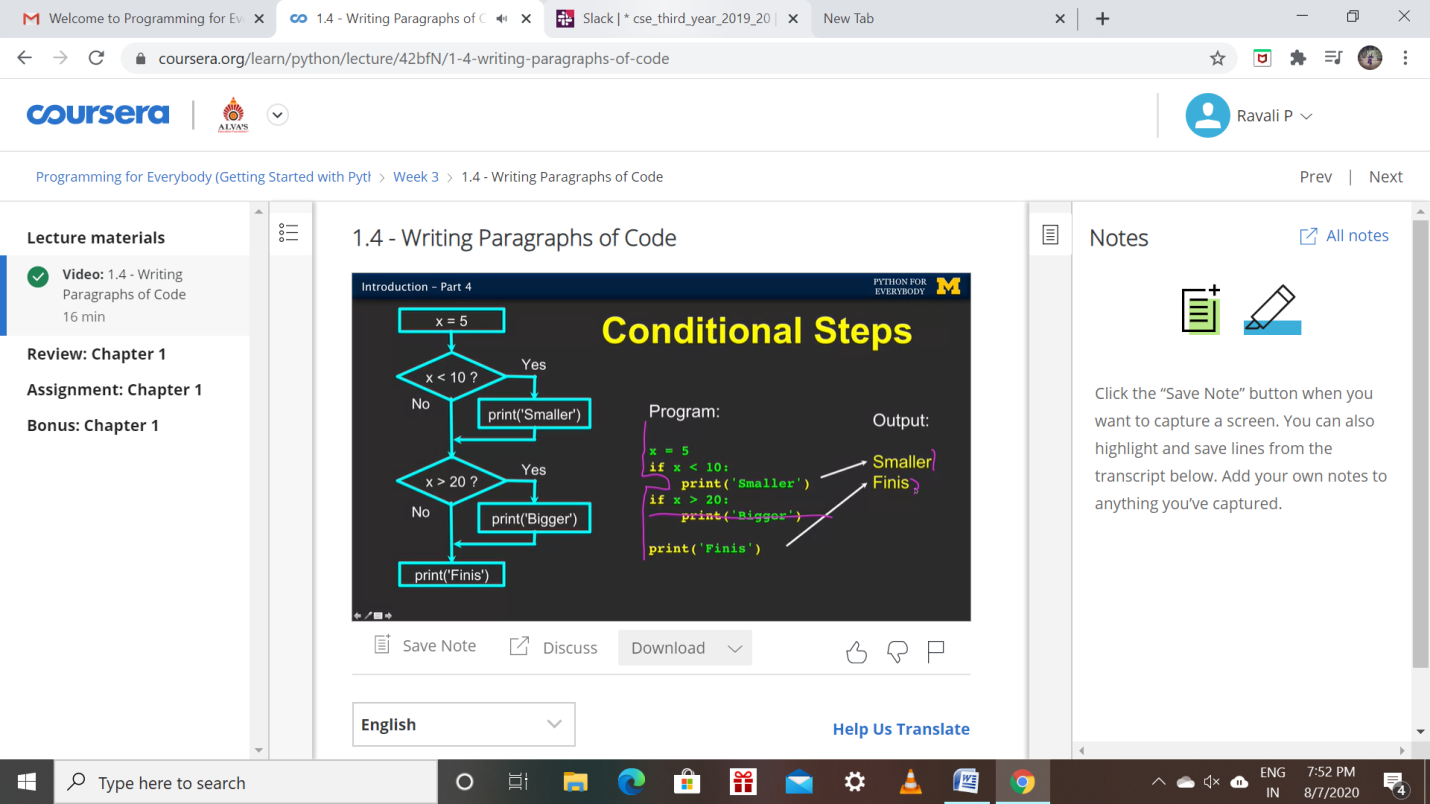 Welcome to Programming for Ev
1.4 - Writing Paragraphs of C
Slack | * cse_third_year_2019_20
New Tab
coursera.org/learn/python/lecture/42bfN/1-4-writing-paragraphs-of-code
coursera
ALVA'S
Ravali P
Programming for Everybody (Getting Started with Pyth > Week 3 > 1.4 - Writing Paragraphs of Code
Prev | Next
Lecture materials
Video: 1.4 - Writing
Paragraphs of Code
16 min
Review: Chapter 1
Assignment: Chapter 1
Bonus: Chapter 1
1.4 - Writing Paragraphs of Code
Introduction - Part 4
PYTHON FOR
EVERYBODY
M
Conditional Steps
x = 5
x < 10 ?
Yes
No
print('Smaller')
x > 20 ?
Yes
No
print('Bigger')
print('Finis')
Program:
x = 5
if x < 10:
print('Smaller')
if x > 20:
print('Bigger')
print('Finis')
Output:
Smaller
Finis
Save Note
Discuss
Download
English
Help Us Translate
Notes
All notes
Click the “Save Note” button when you
want to capture a screen. You can also
highlight and save lines from the
transcript below. Add your own notes to
anything you’ve captured.
Type here to search
ENG
IN
7:52 PM
8/7/2020
4